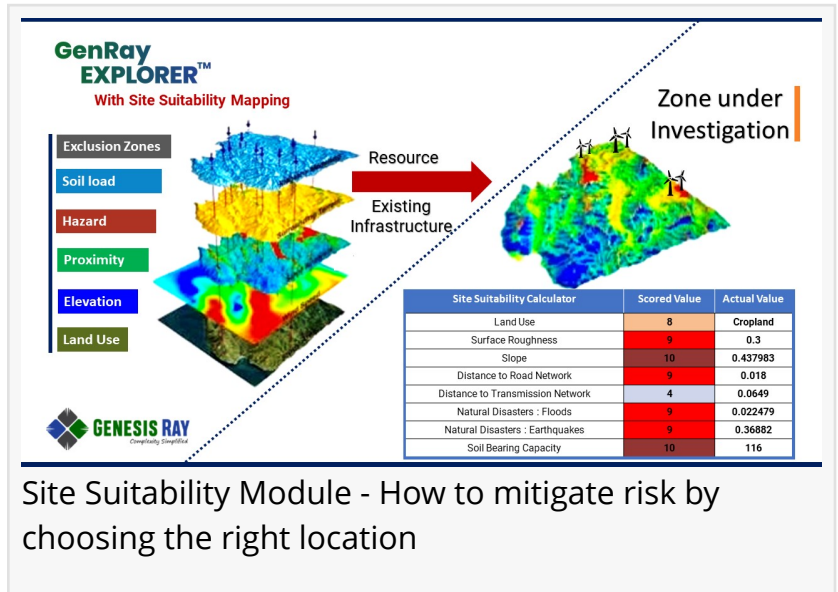 GenRay
EXPLORER™
With Site Suitability Mapping
Exclusion Zones
Soil load
Hazard
Proximity
Elevation
Land Use
Resource
Existing
Infrastructure
Zone under
Investigation
Site Suitability Calculator Scored Value Actual Value
Land Use 8 Cropland
Surface Roughness 9 0.3
Slope 10 0.437983
Distance to Road Network 9 0.018
Distance to Transmission Network 4 0.0649
Natural Disasters : Floods 9 0.022479
Natural Disasters : Earthquakes 9 0.36882
Soil Bearing Capacity 10 116
GENESIS RAY
Complexity Simplified
Site Suitability Module - How to mitigate risk by
choosing the right location